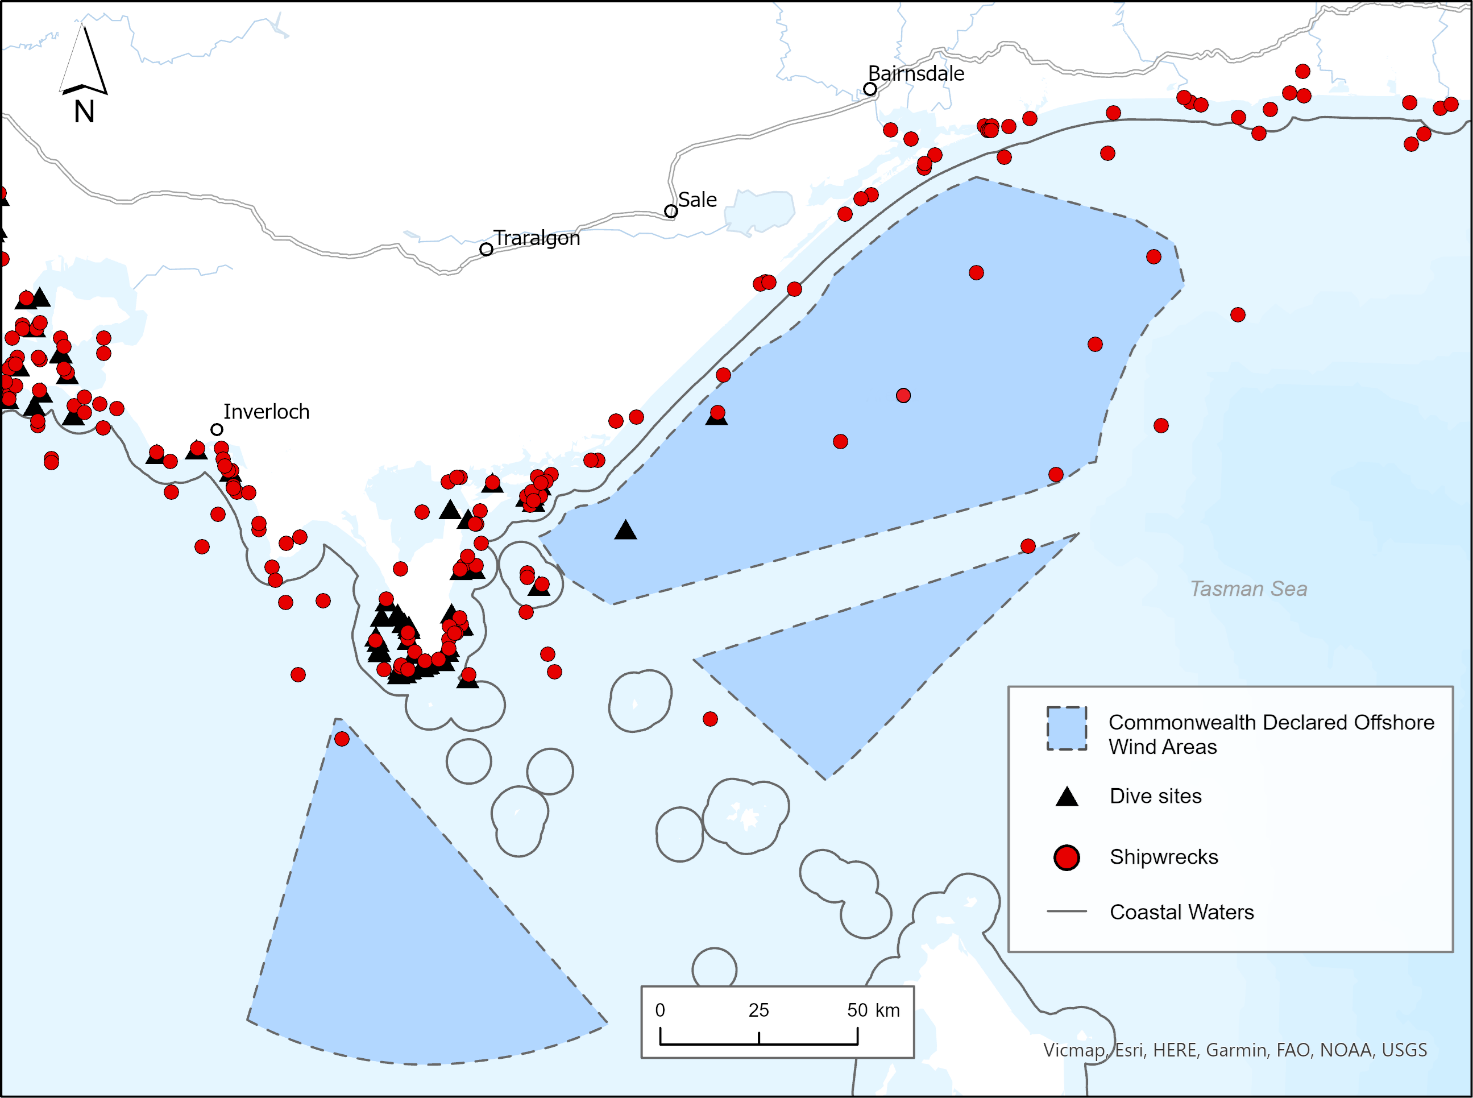 N
Bairnsdale
Sale
Traralgon
Inverloch
Tasman Sea
Commonwealth Declared Offshore
Wind Areas
Dive sites
Shipwrecks
Coastal Waters
0 25 50 km
Vicmap, Esri, HERE, Garmin, FAO, NOAA, USGS